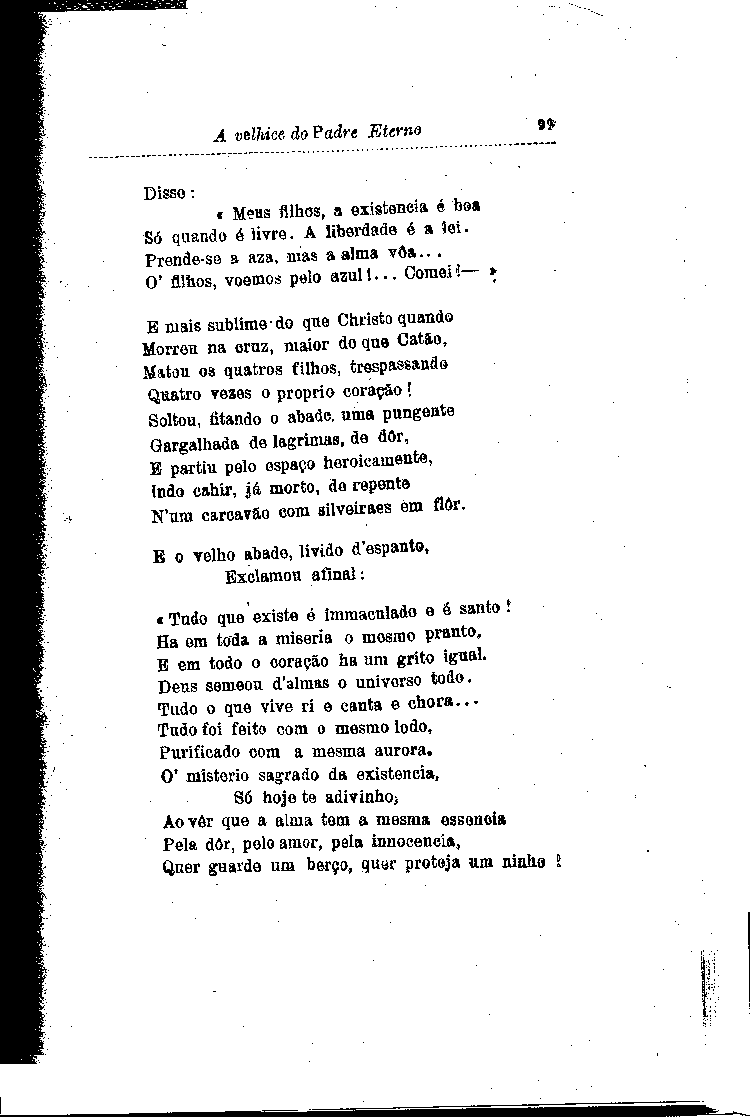 A velhice do Padre Eterno 99
Disse :
« Meus filhos, a existencia é boa
Só quando é livre. A liberdade é a lei.
Prende-se a aza, mas a alma vôa...
O' filhos, voemos pelo azul!... Comei!— »
E mais sublime do que Christo quando
Morreu na cruz, maior do que Catão,
Matou os quatros filhos, trespassando
Quatro vezes o proprio coração !
Soltou, fitando o abade, uma pungente
Gargalhada de lagrimas, de dôr,
E partiu pelo espaço heroicamente,
Indo cahir, já morto, de repente
N'um carcavão com silveiraes em flôr.
E o velho abade, livido d'espanto,
Exclamou afinal :
« Tudo que existe é immaculado e é santo !
Ha em toda a miseria o mesmo pranto,
E em todo o coração ha um grito igual.
Deus semeou d'almas o universo todo.
Tudo o que vive ri e canta e chora...
Tudo foi feito com o mesmo lodo,
Purificado com a mesma aurora.
O' misterio sagrado da existencia,
Só hoje te adivinho,
Ao vêr que a alma tem a mesma essencia
Pela dôr, pelo amor, pela innocencia,
Quer guarde um berço, quer proteja um ninho !